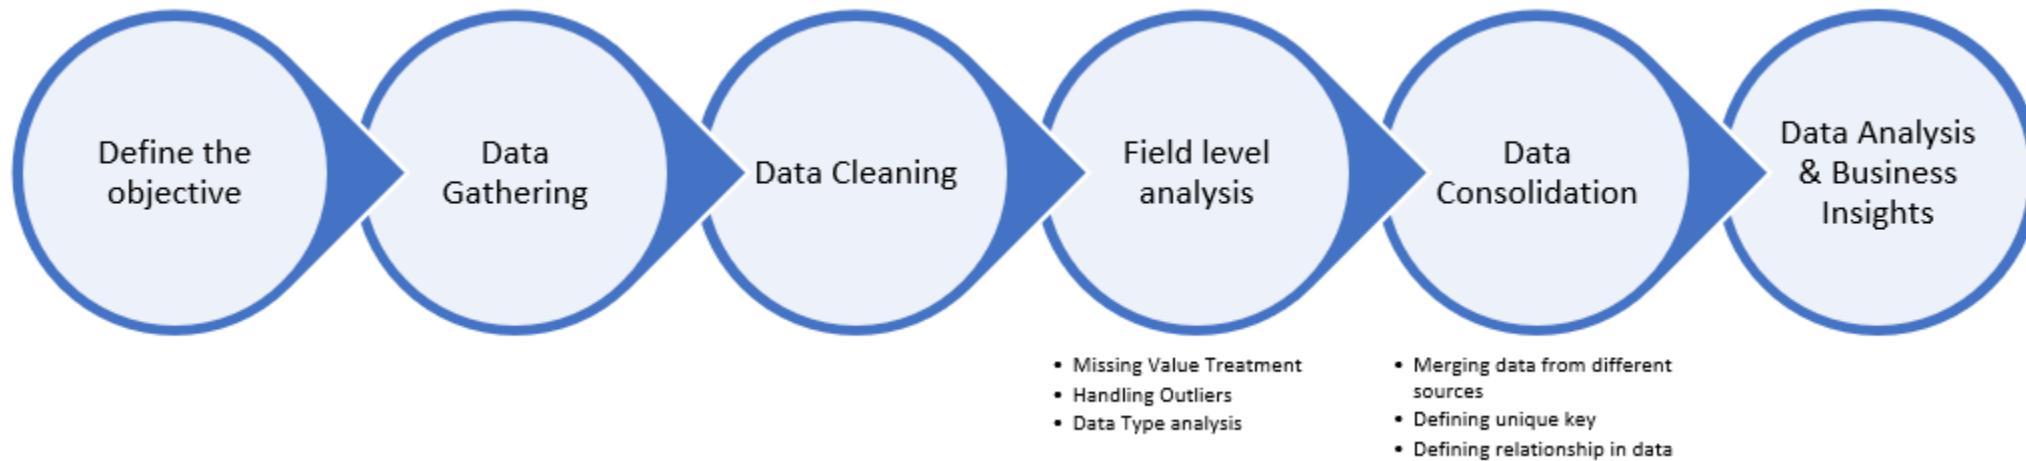 Define the
objective
Data
Gathering
Data Cleaning
Field level
analysis
• Missing Value Treatment
• Handling Outliers
• Data Type analysis
Data
Consolidation
• Merging data from different
sources
• Defining unique key
• Defining relationship in data
Data Analysis
& Business
Insights